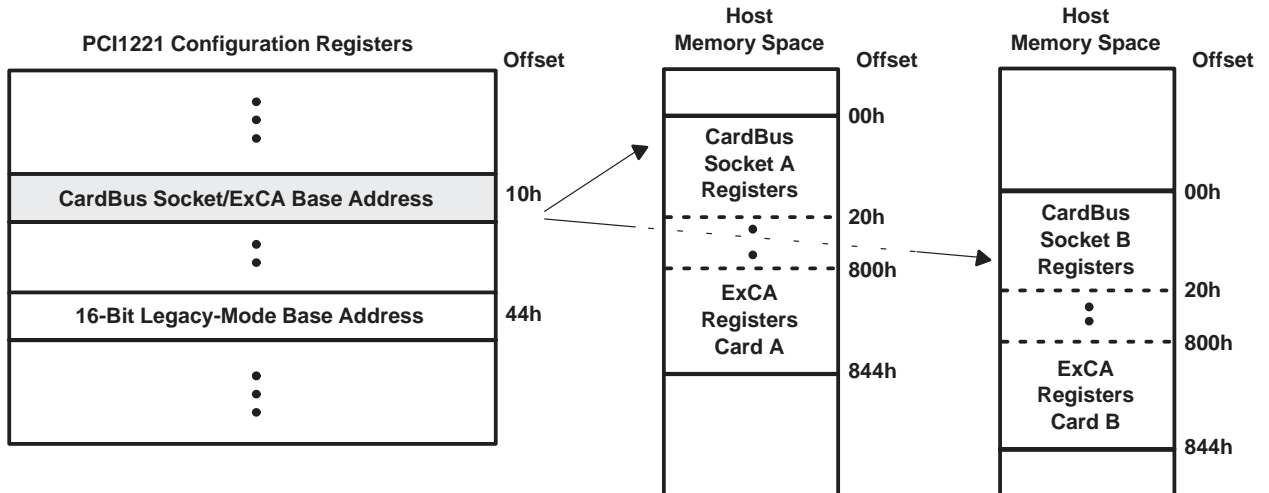 PCI1221 Configuration Registers
Offset
CardBus Socket/ExCA Base Address
10h
16-Bit Legacy-Mode Base Address
44h
Host
Memory Space
Offset
00h
CardBus
Socket A
Registers
20h
800h
ExCA
Registers
Card A
844h
Host
Memory Space
Offset
00h
CardBus
Socket B
Registers
20h
800h
ExCA
Registers
Card B
844h